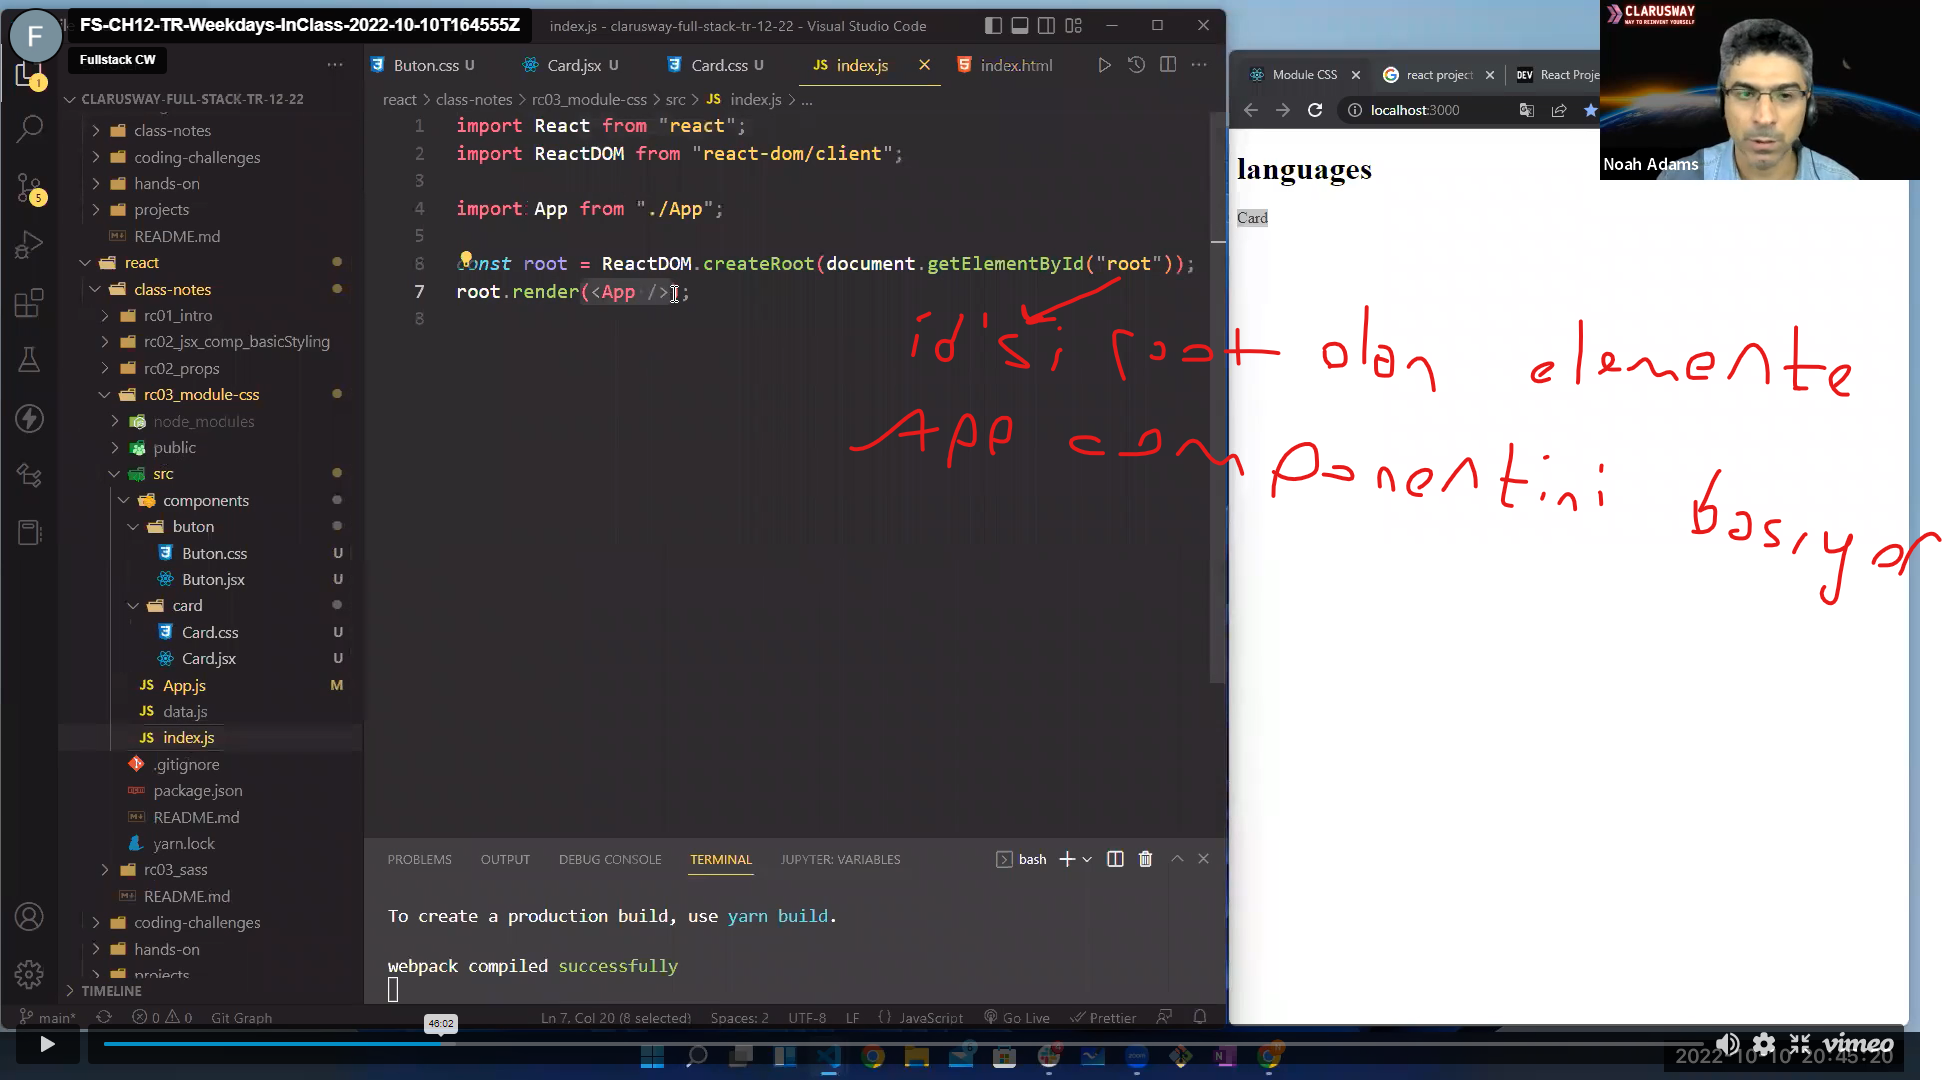 F
FS-CH12-TR-Weekdays-InClass-2022-10-10T164555Z
Fullstack CW
index.js - clarusway-full-stack-tr-12-22 - Visual Studio Code
Buton.css U
Card.jsx U
Card.css U
JS index.js
index.html
CLARUSWAY-FULL-STACK-TR-12-22
react > class-notes > rc03_module-css > src > JS index.js > ...
1
5
class-notes
coding-challenges
hands-on
projects
README.md
react
class-notes
rc01_intro
rc02_jsx_comp_basicStyling
rc02_props
rc03_module-css
node_modules
public
src
components
buton
Buton.css U
Buton.jsx U
card
Card.css U
Card.jsx U
JS App.js M
JS data.js
JS index.js
.gitignore
package.json
README.md
yarn.lock
rc03_sass
README.md
coding-challenges
hands-on
projects
TIMELINE
1 import React from "react";
2 import ReactDOM from "react-dom/client";
3
4 import App from "./App";
5
6 const root = ReactDOM.createRoot(document.getElementById("root"));
7 root.render(<App />);
8
id'si root olan elemente
App componentini basıyor
PROBLEMS OUTPUT DEBUG CONSOLE TERMINAL JUPYTER: VARIABLES bash
To create a production build, use yarn build.
webpack compiled successfully
main* 0 0 Git Graph Ln 7, Col 20 (8 selected) Spaces: 2 UTF-8 LF {} JavaScript Go Live Prettier
Module CSS
react project
DEV React Proje
localhost:3000
languages
Card
CLARUSWAY
WAY TO REINVENT YOURSELF
Noah Adams
46:02
vimeo
2022-10-10 20:45:20